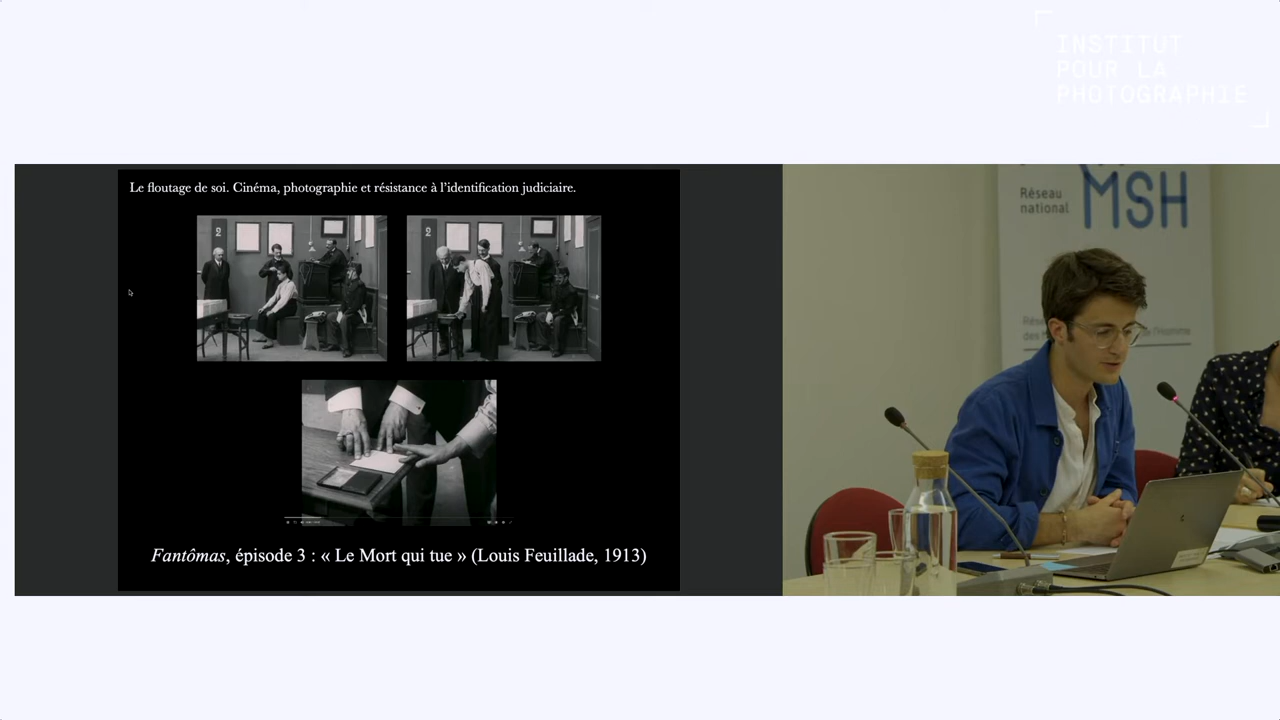 INSTITUT
POUR LA
PHOTOGRAPHIE
Le floutage de soi. Cinéma, photographie et résistance à l’identification judiciaire.
2
2
Fantômas, épisode 3 : « Le Mort qui tue » (Louis Feuillade, 1913)
Réseau
national
MSH